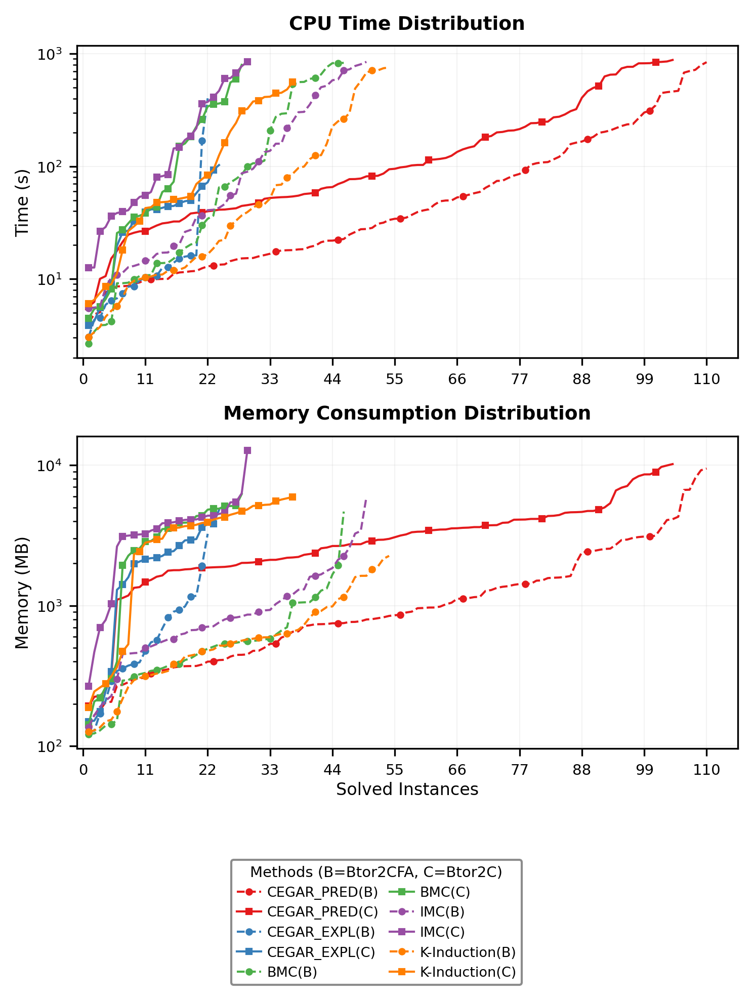 CPU Time Distribution
10³
10²
10¹
Time (s)
0 11 22 33 44 55 66 77 88 99 110
Memory Consumption Distribution
10⁴
10³
10²
Memory (MB)
0 11 22 33 44 55 66 77 88 99 110
Solved Instances
Methods (B=Btor2CFA, C=Btor2C)
CEGAR_PRED(B)
CEGAR_PRED(C)
CEGAR_EXPL(B)
CEGAR_EXPL(C)
BMC(B)
BMC(C)
IMC(B)
IMC(C)
K-Induction(B)
K-Induction(C)